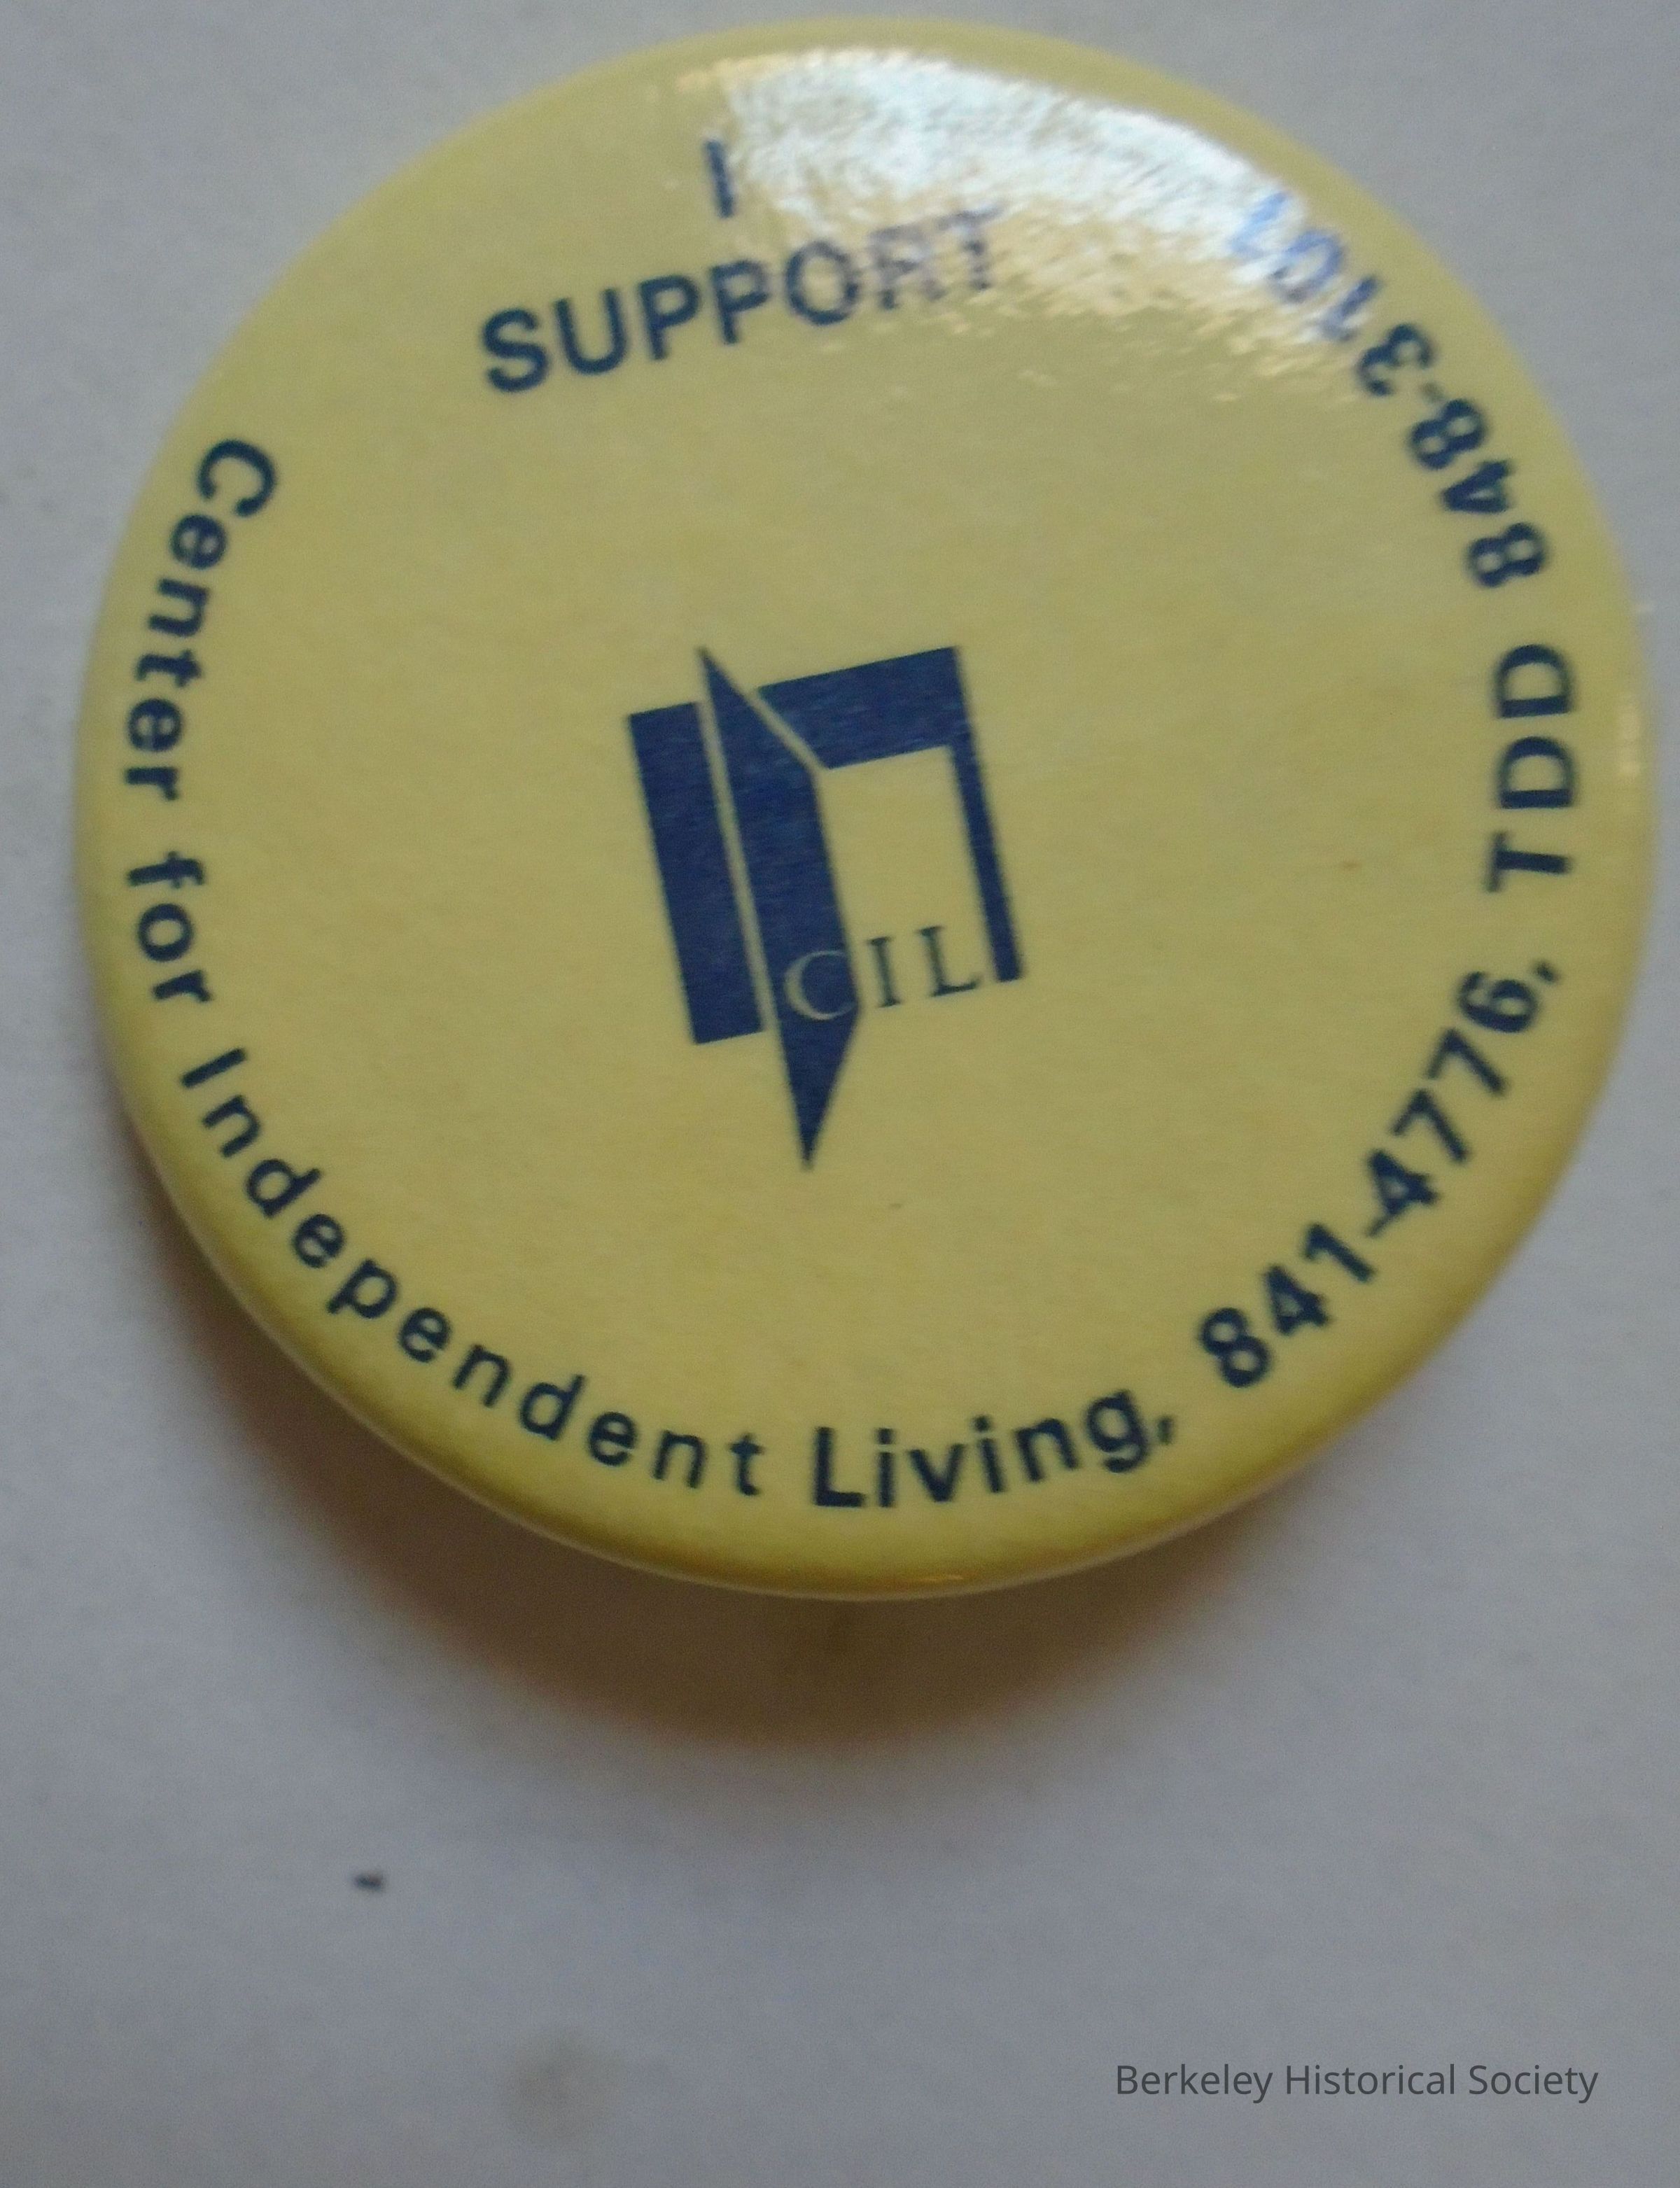 I
SUPPORT
CIL
Center for Independent Living, 841-4776, TDD 848-3101
Berkeley Historical Society